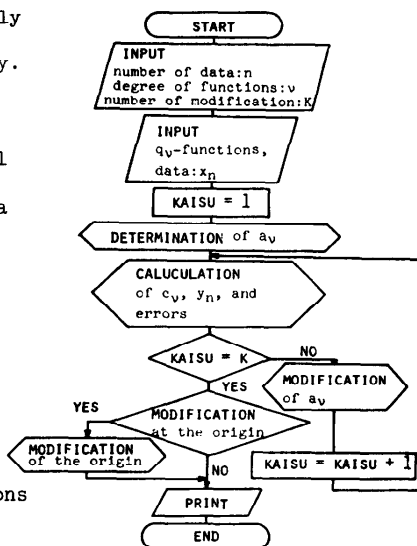 ly
y.
l
a
ons
START
INPUT
number of data:n
degree of functions:ν
number of modification:K
INPUT
qν-functions,
data:xn
KAISU = 1
DETERMINATION of aν
CALUCULATION
of cν, yn, and
errors
KAISU = K
NO
YES
MODIFICATION
of aν
YES
MODIFICATION
at the origin
MODIFICATION
of the origin
NO
KAISU = KAISU + 1
PRINT
END